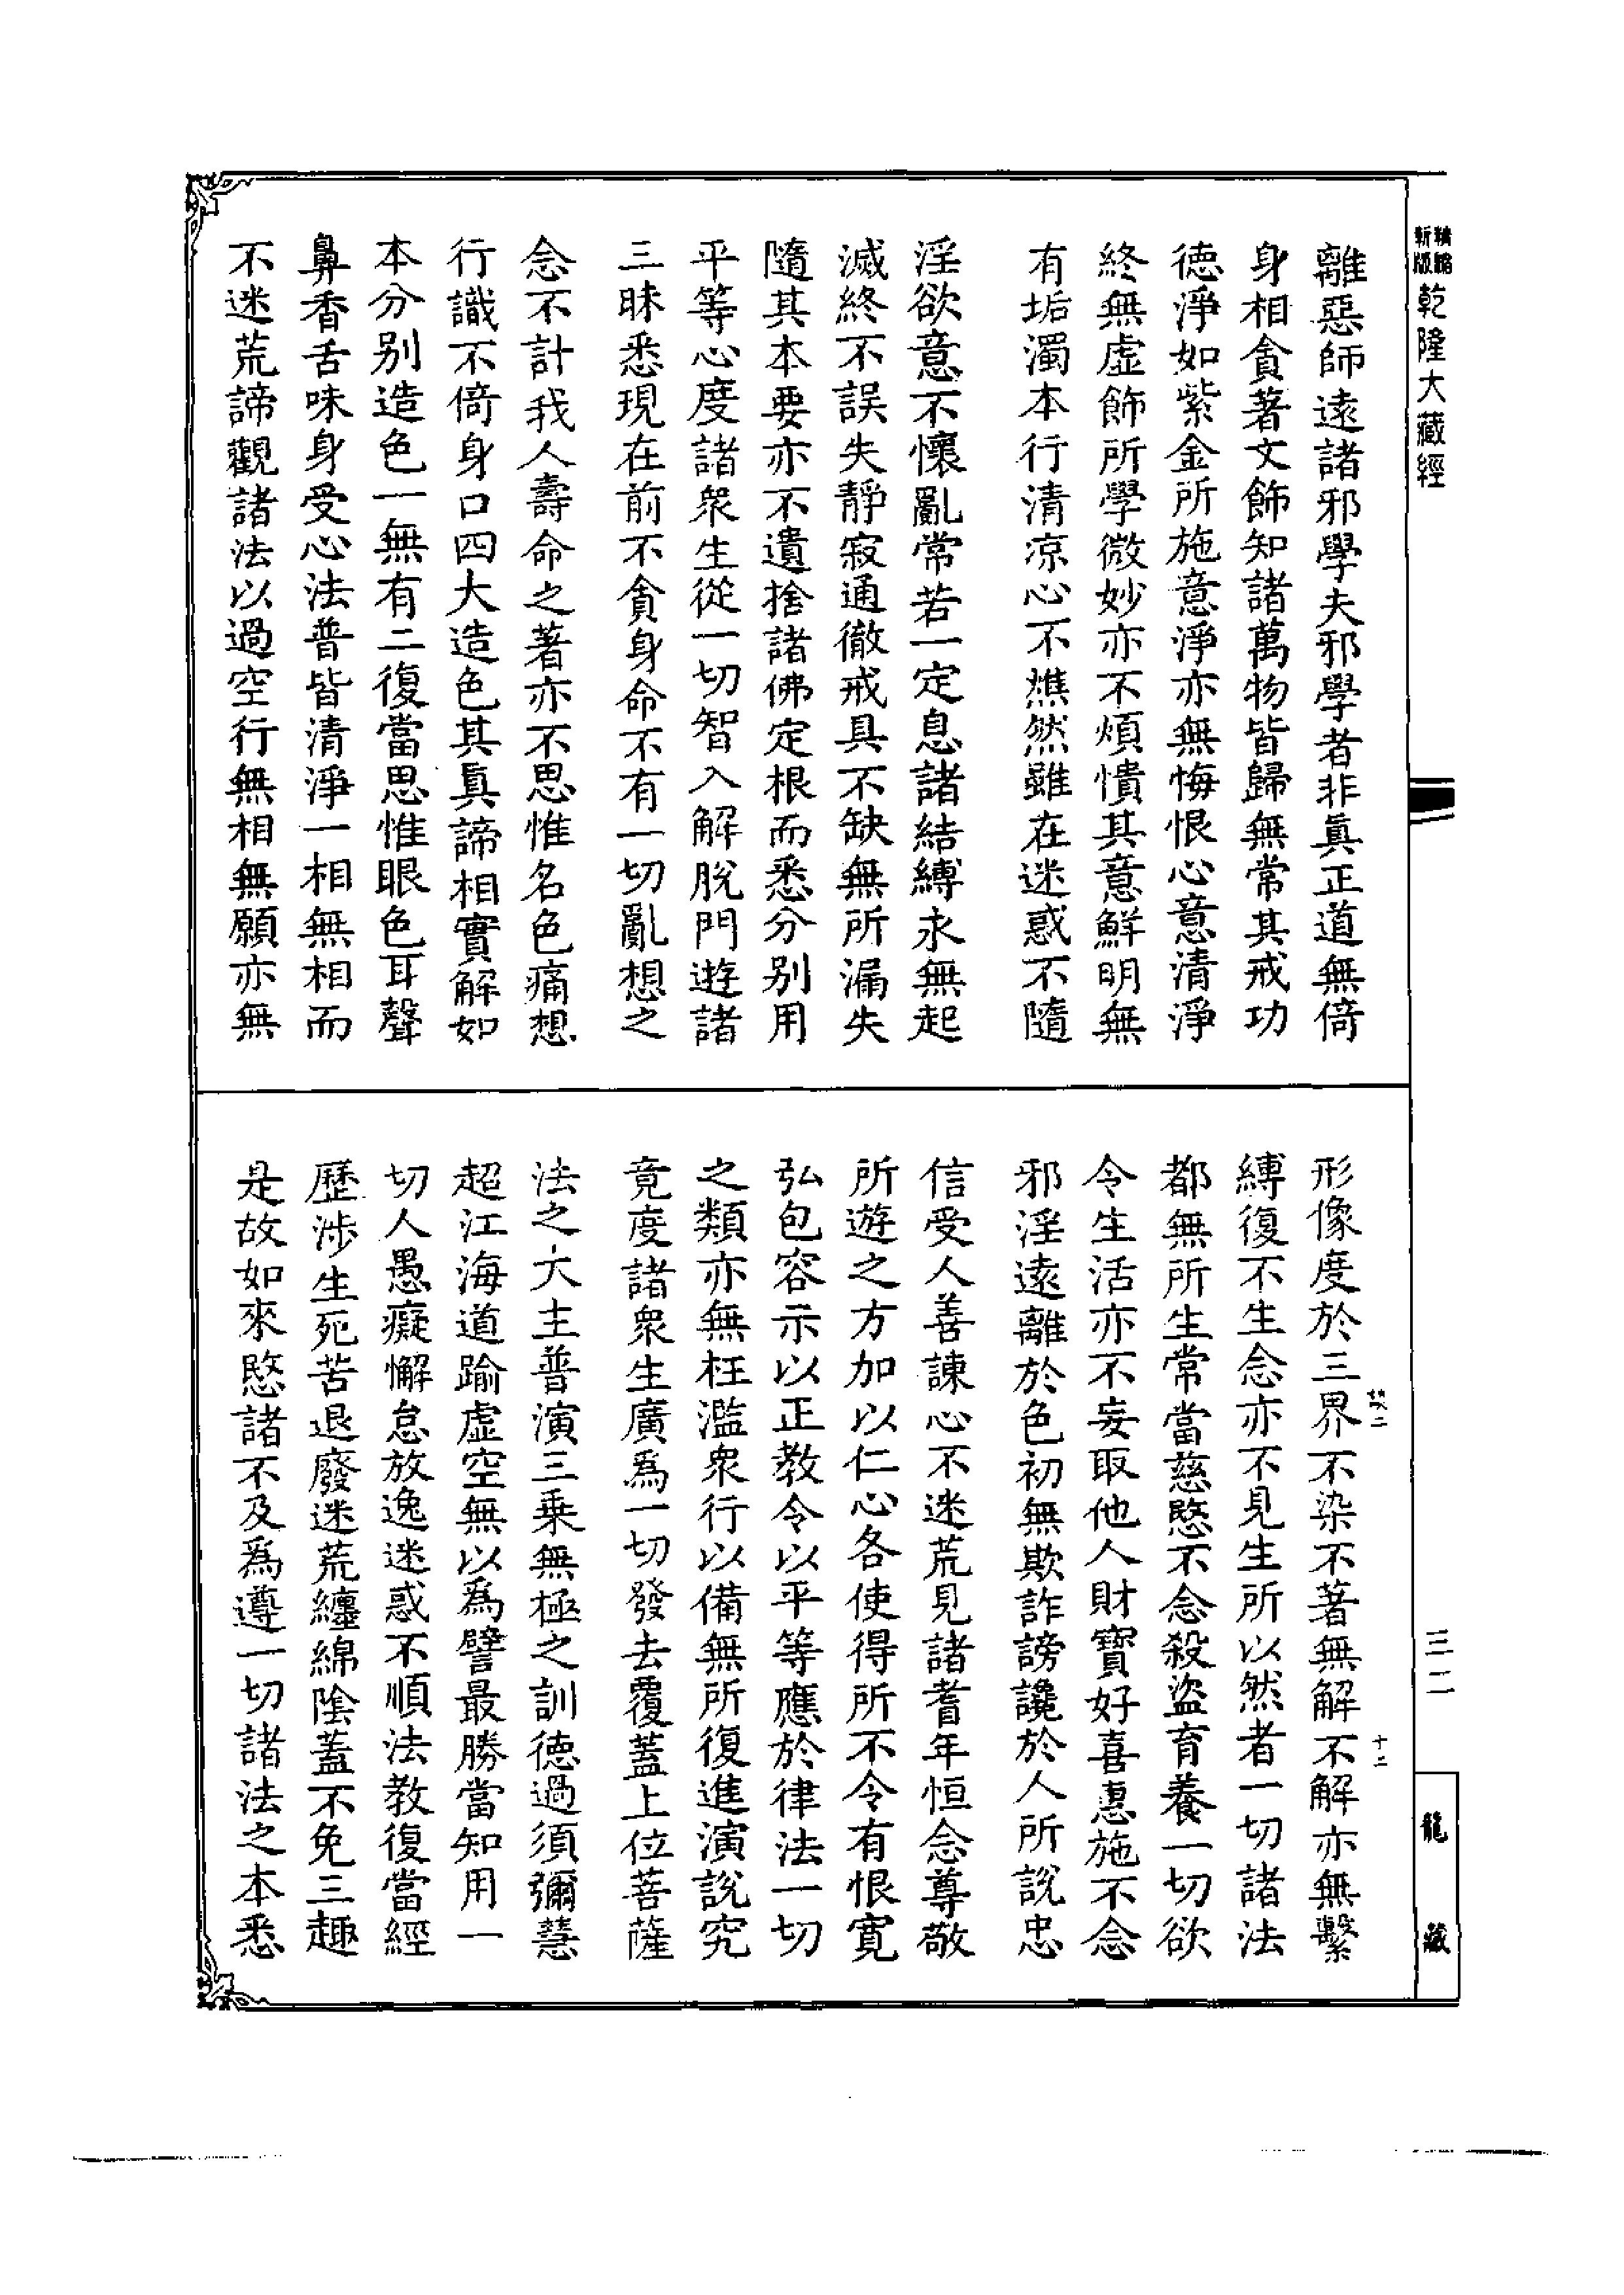 新版
乾隆大藏經
離惡師遠諸邪學夫邪學者非眞正道無倚
身相貪著文飾知諸萬物皆歸無常其戒功
德淨如紫金所施意淨亦無悔恨心意清淨
終無虛飾所學微妙亦不煩憒其意鮮明無
有垢濁本行清涼心不燋然雖在迷惑不隨
淫欲意不懷亂常若一定息諸結縛永無起
滅終不誤失靜寂通徹戒具不缺無所漏失
隨其本要亦不遺捨諸佛定根而悉分別用
平等心度諸衆生從一切智入解脫門遊諸
三昧悉現在前不貪身命不有一切亂想之
念不計我人壽命之著亦不思惟名色痛想
行識不倚身口四大造色其眞諦相實解如
本分別造色一無有二復當思惟眼色耳聲
鼻香舌味身受心法普皆清淨一相無相而
不迷荒諦觀諸法以過空行無相無願亦無
形像度於三界不染不著無解不解亦無繫
縛復不生念亦不見生所以然者一切諸法
都無所生常當慈愍不念殺盜育養一切欲
令生活亦不妄取他人財寶好喜惠施不念
邪淫遠離於色初無欺詐謗讒於人所說忠
信受人善諫心不迷荒見諸耆年恒念尊敬
所遊之方加以仁心各使得所不令有恨寬
弘包容示以正教令以平等應於律法一切
之類亦無枉濫衆行以備無所復進演說究
竟度諸衆生廣爲一切發去覆蓋上位菩薩
法之大主普演三乘無極之訓德過須彌慧
超江海道踰虛空無以爲譬最勝當知用一
切人愚癡懈怠放逸迷惑不順法教復當經
歷涉生死苦退廢迷荒纏綿陰蓋不免三趣
是故如來愍諸不及爲遵一切諸法之本悉
三二
十二
龍藏